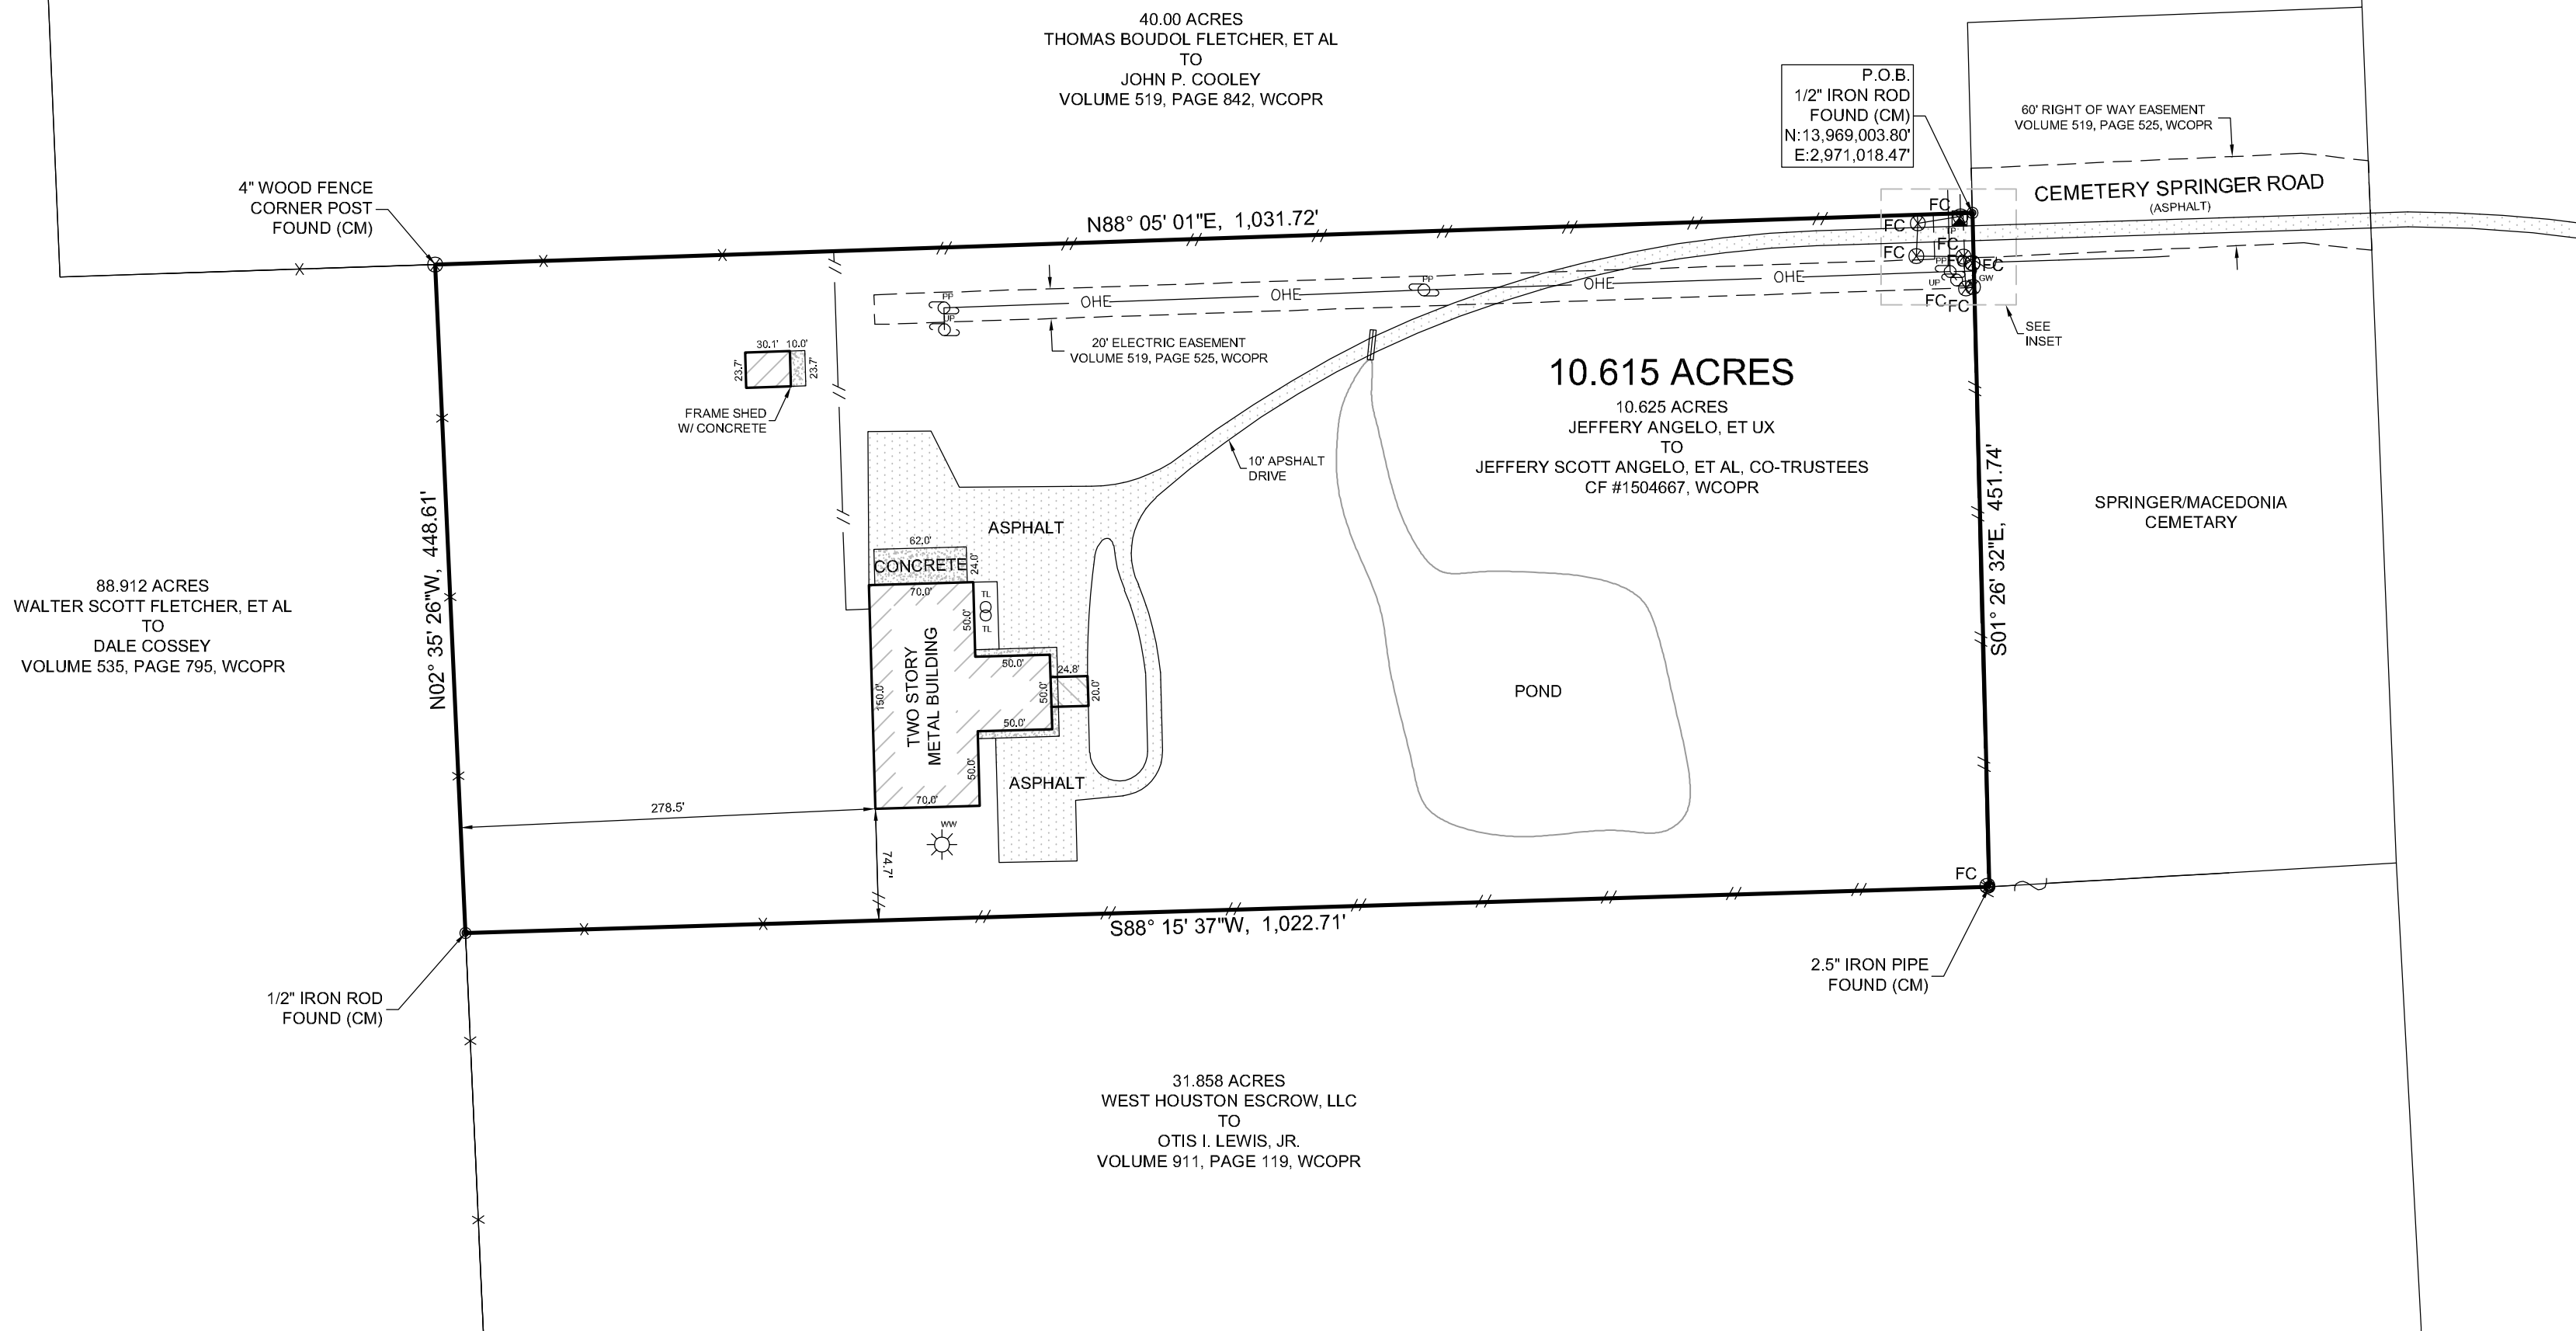 40.00 ACRES
THOMAS BOUDOL FLETCHER, ET AL
TO
JOHN P. COOLEY
VOLUME 519, PAGE 842, WCOPR
P.O.B.
1/2" IRON ROD
FOUND (CM)
N:13,969,003.80'
E:2,971,018.47'
60' RIGHT OF WAY EASEMENT
VOLUME 519, PAGE 525, WCOPR
CEMETERY SPRINGER ROAD
(ASPHALT)
4" WOOD FENCE
CORNER POST
FOUND (CM)
N88° 05' 01"E, 1,031.72'
FC
FC
FC
FC
FC
FC
FC
FC
PP
UP
GW
SEE
INSET
PP
UP
OHE
OHE
PP
OHE
OHE
20' ELECTRIC EASEMENT
VOLUME 519, PAGE 525, WCOPR
30.1'
10.0'
23.7'
23.7'
FRAME SHED
W/ CONCRETE
10.615 ACRES
10.625 ACRES
JEFFERY ANGELO, ET UX
TO
JEFFERY SCOTT ANGELO, ET AL, CO-TRUSTEES
CF #1504667, WCOPR
10' APSHALT
DRIVE
S01° 26' 32"E, 451.74'
SPRINGER/MACEDONIA
CEMETARY
N02° 35' 26"W, 448.61'
88.912 ACRES
WALTER SCOTT FLETCHER, ET AL
TO
DALE COSSEY
VOLUME 535, PAGE 795, WCOPR
ASPHALT
62.0'
CONCRETE
24.0'
70.0'
TL
TL
50.0'
50.0'
24.8'
20.0'
50.0'
150.0'
TWO STORY
METAL BUILDING
50.0'
50.0'
70.0'
ASPHALT
POND
278.5'
74.7'
WW
FC
S88° 15' 37"W, 1,022.71'
1/2" IRON ROD
FOUND (CM)
2.5" IRON PIPE
FOUND (CM)
31.858 ACRES
WEST HOUSTON ESCROW, LLC
TO
OTIS I. LEWIS, JR.
VOLUME 911, PAGE 119, WCOPR